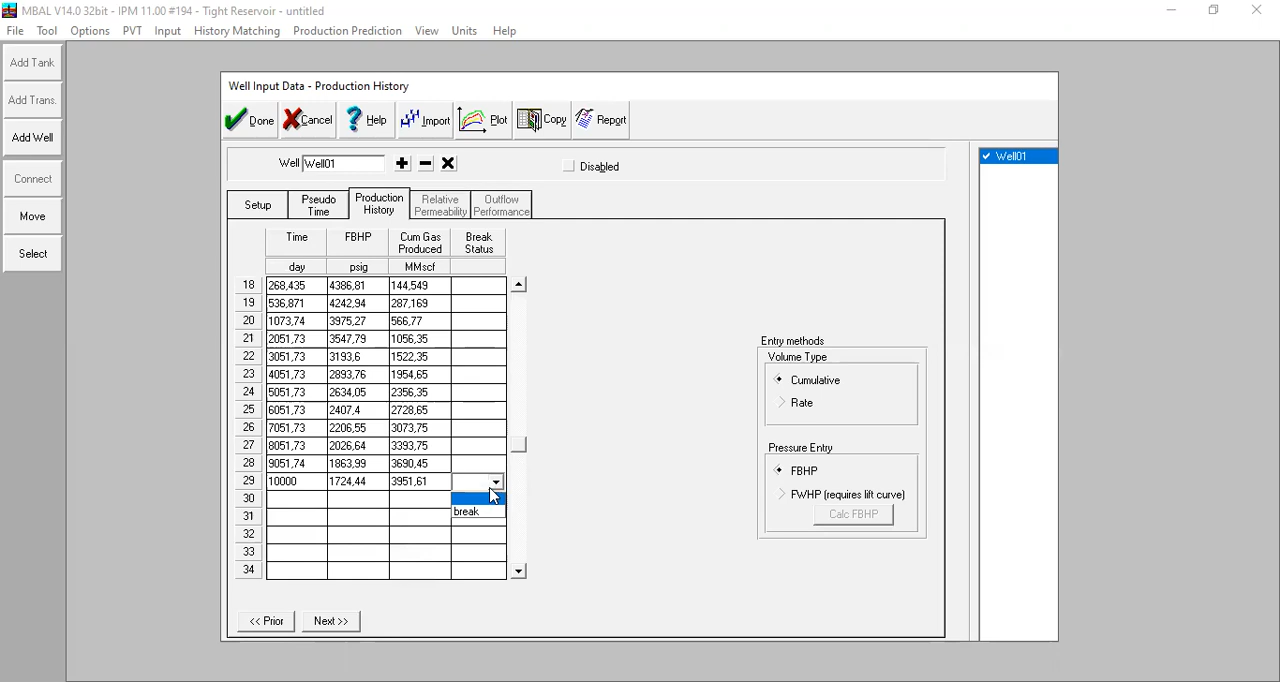 MBAL V14.0 32bit - IPM 11.00 #194 - Tight Reservoir - untitled
File Tool Options PVT Input History Matching Production Prediction View Units Help
Add Tank
Add Trans.
Add Well
Connect
Move
Select
Well Input Data - Production History
Done Cancel Help Import Plot Copy Report
Well Well01 Disabled
Well01
Setup Pseudo Time Production History Relative Permeability Outflow Performance
Time FBHP Cum Gas Produced Break Status
day psig MMscf
18 268,435 4386,81 144,549
19 536,871 4242,94 287,169
20 1073,74 3975,27 566,77
21 2051,73 3547,79 1056,35
22 3051,73 3193,6 1522,35
23 4051,73 2893,76 1954,65
24 5051,73 2634,05 2356,35
25 6051,73 2407,4 2728,65
26 7051,73 2206,55 3073,75
27 8051,73 2026,64 3393,75
28 9051,74 1863,99 3690,45
29 10000 1724,44 3951,61
30
31 break
32
33
34
Entry methods
Volume Type
Cumulative
Rate
Pressure Entry
FBHP
FWHP (requires lift curve)
Calc FBHP
<< Prior Next >>